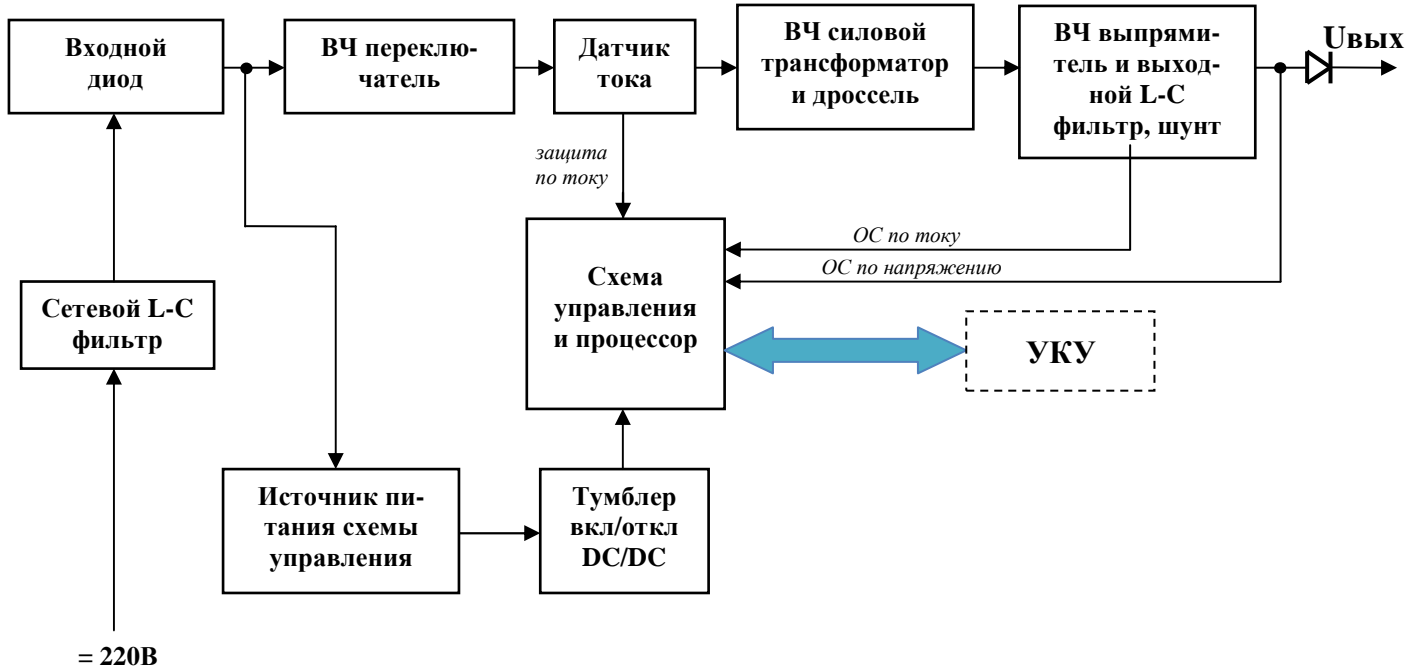 Входной
диод
ВЧ переклю-
чатель
Датчик
тока
ВЧ силовой
трансформатор
и дроссель
ВЧ выпрями-
тель и выход-
ной L-C
фильтр, шунт
Uвых
защита
по току
ОС по току
ОС по напряжению
Схема
управления
и процессор
УКУ
Сетевой L-C
фильтр
Источник пи-
тания схемы
управления
Тумблер
вкл/откл
DC/DC
= 220В